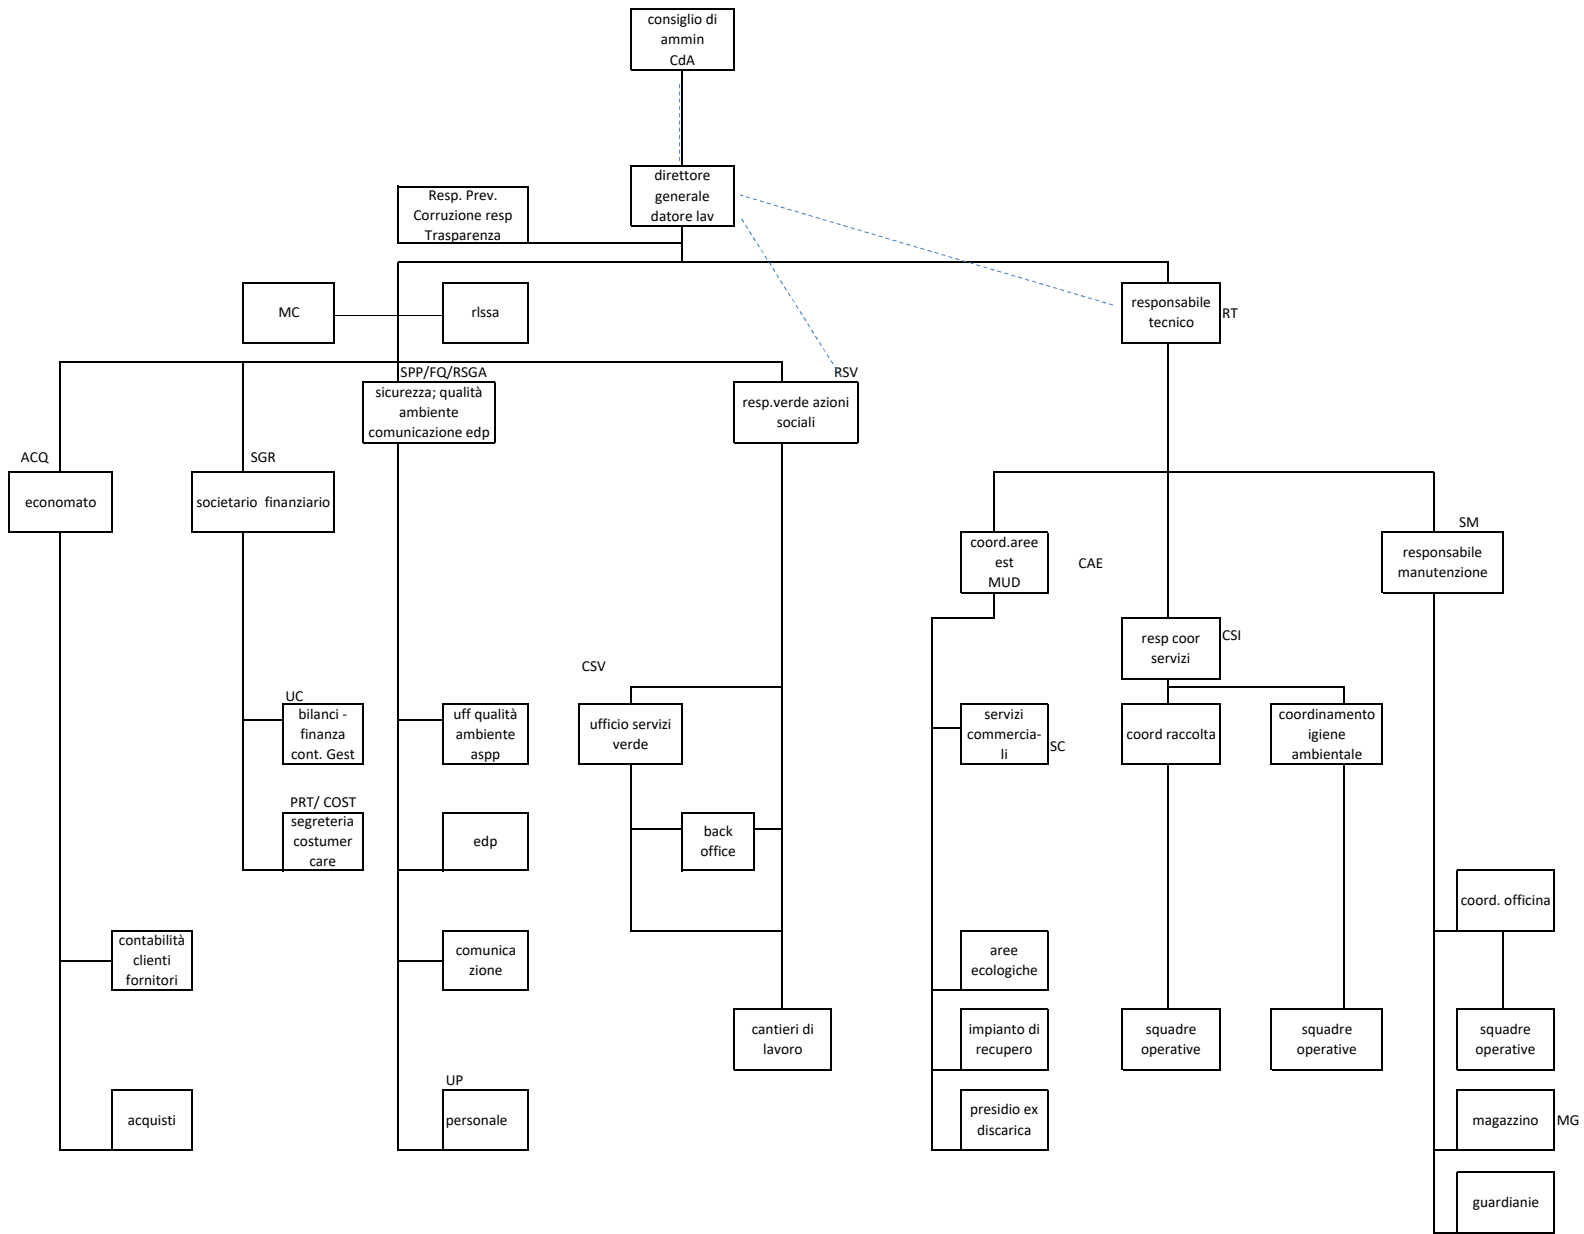 consiglio di
ammin
CdA
direttore
generale
datore lav
Resp. Prev.
Corruzione resp
Trasparenza
MC
rlssa
responsabile
tecnico
RT
SPP/FQ/RSGA
sicurezza; qualità
ambiente
comunicazione edp
RSV
resp.verde azioni
sociali
ACQ
economato
SGR
societario finanziario
coord.aree
est
MUD
CAE
SM
responsabile
manutenzione
resp coor
servizi
CSI
CSV
UC
bilanci -
finanza
cont. Gest
uff qualità
ambiente
aspp
ufficio servizi
verde
servizi
commercia-
li
SC
coord raccolta
coordinamento
igiene
ambientale
PRT/ COST
segreteria
costumer
care
edp
back
office
coord. officina
contabilità
clienti
fornitori
comunica
zione
aree
ecologiche
cantieri di
lavoro
impianto di
recupero
squadre
operative
squadre
operative
squadre
operative
acquisti
UP
personale
presidio ex
discarica
magazzino
MG
guardianie